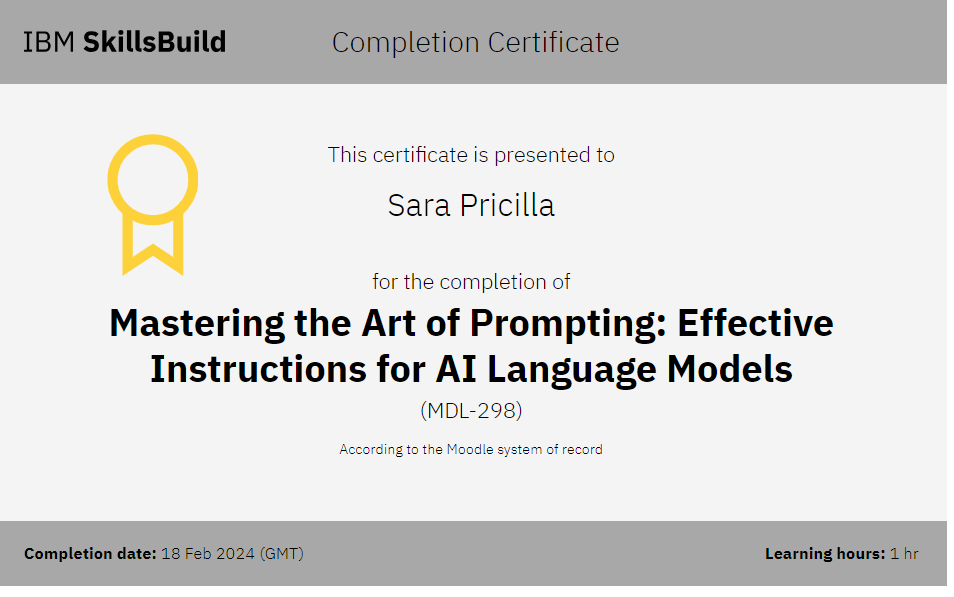 IBM SkillsBuild
Completion Certificate
This certificate is presented to
Sara Pricilla
for the completion of
Mastering the Art of Prompting: Effective
Instructions for AI Language Models
(MDL-298)
According to the Moodle system of record
Completion date: 18 Feb 2024 (GMT)
Learning hours: 1 hr